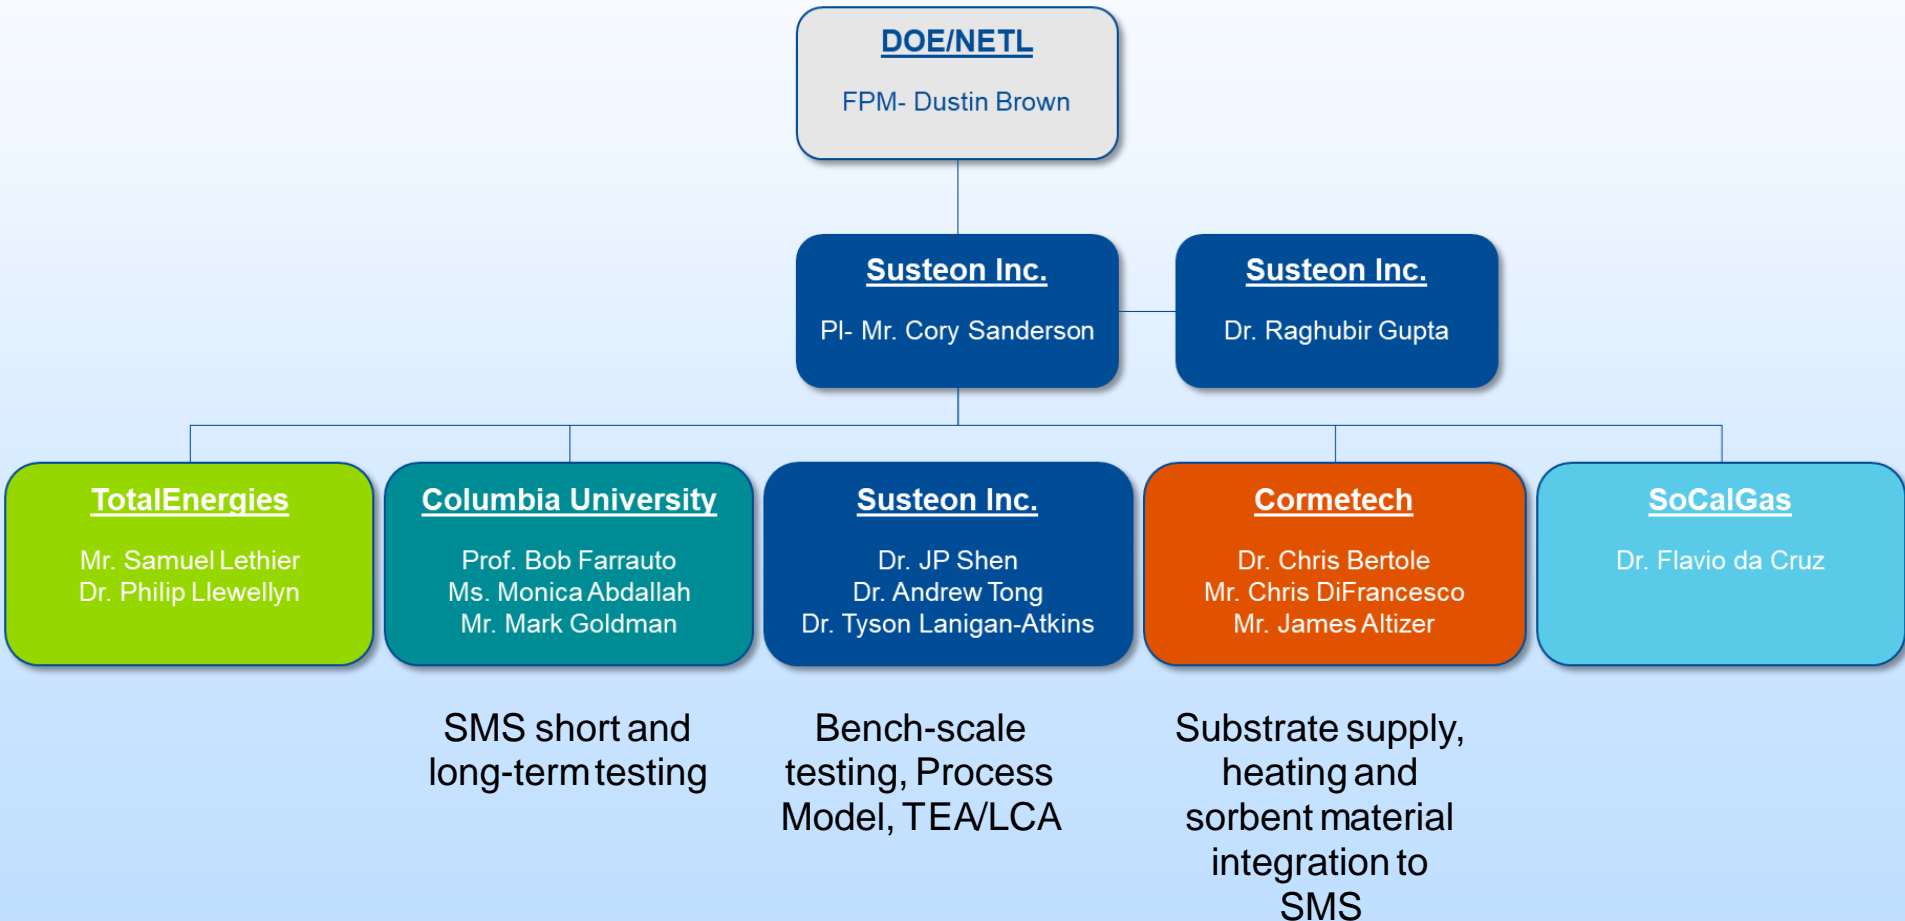 DOE/NETL
FPM- Dustin Brown
Susteon Inc.
PI- Mr. Cory Sanderson
Susteon Inc.
Dr. Raghubir Gupta
TotalEnergies
Mr. Samuel Lethier
Dr. Philip Llewellyn
Columbia University
Prof. Bob Farrauto
Ms. Monica Abdallah
Mr. Mark Goldman
SMS short and
long-term testing
Susteon Inc.
Dr. JP Shen
Dr. Andrew Tong
Dr. Tyson Lanigan-Atkins
Bench-scale
testing, Process
Model, TEA/LCA
Cormetech
Dr. Chris Bertole
Mr. Chris DiFrancesco
Mr. James Altizer
Substrate supply,
heating and
sorbent material
integration to
SMS
SoCalGas
Dr. Flavio da Cruz